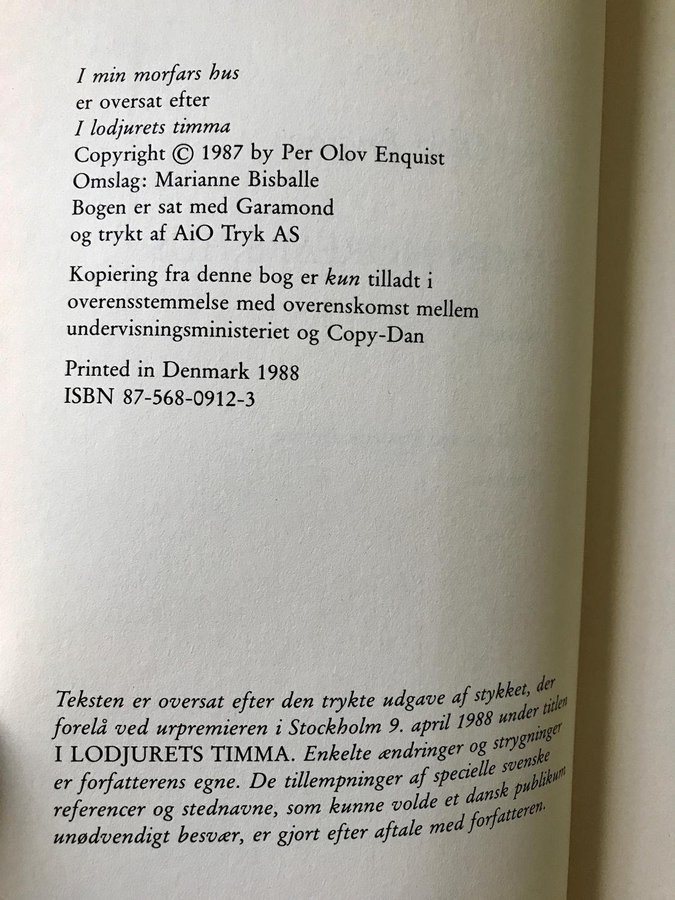 I min morfars hus
er oversat efter
I lodjurets timma
Copyright © 1987 by Per Olov Enquist
Omslag: Marianne Bisballe
Bogen er sat med Garamond
og trykt af AiO Tryk AS
Kopiering fra denne bog er kun tilladt i
overensstemmelse med overenskomst mellem
undervisningsministeriet og Copy-Dan
Printed in Denmark 1988
ISBN 87-568-0912-3
Teksten er oversat efter den trykte udgave af stykket, der
forelå ved urpremieren i Stockholm 9. april 1988 under titlen
I LODJURETS TIMMA. Enkelte ændringer og strygninger
er forfatterens egne. De tillempninger af specielle svenske
referencer og stednavne, som kunne volde et dansk publikum
unødvendigt besvær, er gjort efter aftale med forfatteren.